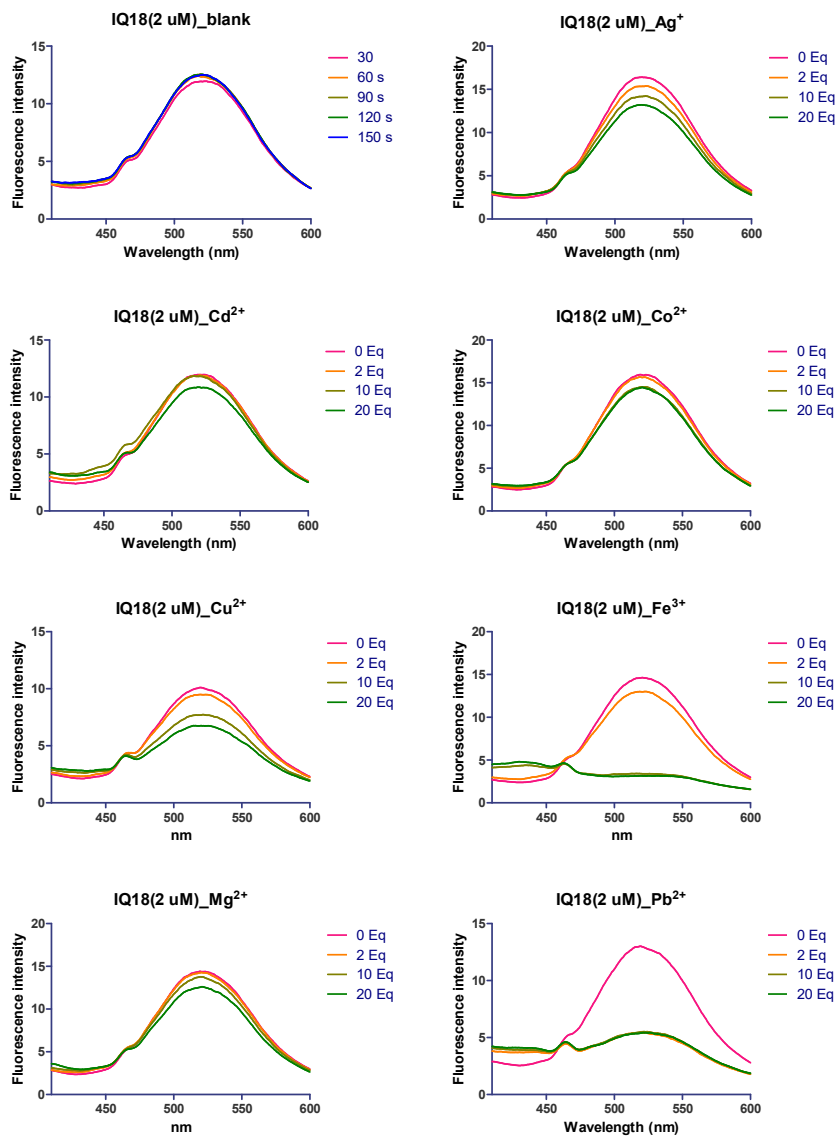 IQ18(2 uM)_blank
Fluorescence intensity
15
10
5
0
450
500
550
600
Wavelength (nm)
30
60 s
90 s
120 s
150 s
IQ18(2 uM)_Ag⁺
Fluorescence intensity
20
15
10
5
0
450
500
550
600
Wavelength (nm)
0 Eq
2 Eq
10 Eq
20 Eq
IQ18(2 uM)_Cd²⁺
Fluorescence intensity
15
10
5
0
450
500
550
600
Wavelength (nm)
0 Eq
2 Eq
10 Eq
20 Eq
IQ18(2 uM)_Co²⁺
Fluorescence intensity
20
15
10
5
0
450
500
550
600
Wavelength (nm)
0 Eq
2 Eq
10 Eq
20 Eq
IQ18(2 uM)_Cu²⁺
Fluorescence intensity
15
10
5
0
450
500
550
600
nm
0 Eq
2 Eq
10 Eq
20 Eq
IQ18(2 uM)_Fe³⁺
Fluorescence intensity
20
15
10
5
0
450
500
550
600
nm
0 Eq
2 Eq
10 Eq
20 Eq
IQ18(2 uM)_Mg²⁺
Fluorescence intensity
20
15
10
5
0
450
500
550
600
nm
0 Eq
2 Eq
10 Eq
20 Eq
IQ18(2 uM)_Pb²⁺
Fluorescence intensity
15
10
5
0
450
500
550
600
Wavelength (nm)
0 Eq
2 Eq
10 Eq
20 Eq